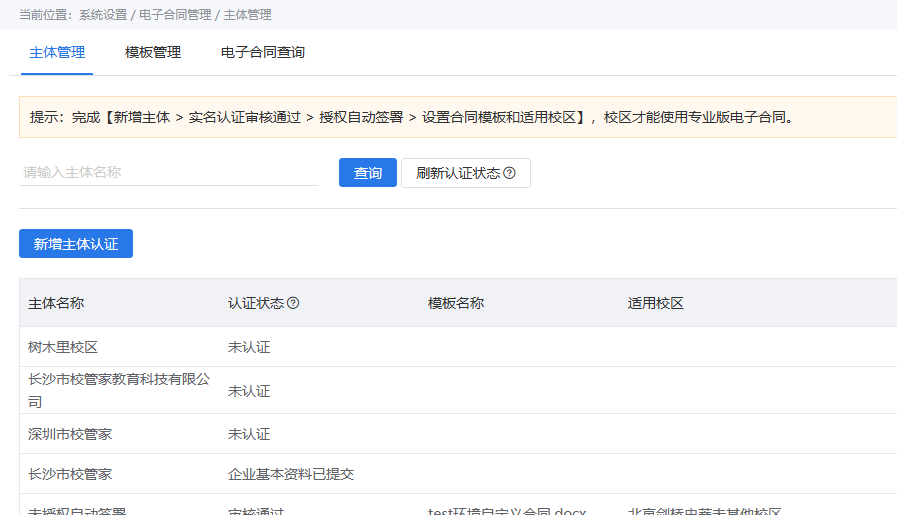 当前位置：系统设置 / 电子合同管理 / 主体管理
主体管理 模板管理 电子合同查询
提示：完成【新增主体 > 实名认证审核通过 > 授权自动签署 > 设置合同模板和适用校区】，校区才能使用专业版电子合同。
请输入主体名称 查询 刷新认证状态?
新增主体认证
主体名称 认证状态? 模板名称 适用校区
树木里校区 未认证
长沙市校管家教育科技有限公
司 未认证
深圳市校管家 未认证
长沙市校管家 企业基本资料已提交
未授权自动签署 审核通过 test环境自定义合同.docx